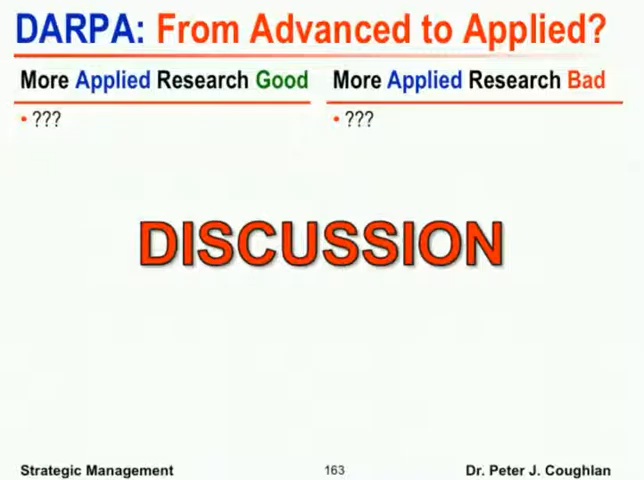 DARPA: From Advanced to Applied?
More Applied Research Good
More Applied Research Bad
• ???
• ???
DISCUSSION
Strategic Management
163
Dr. Peter J. Coughlan